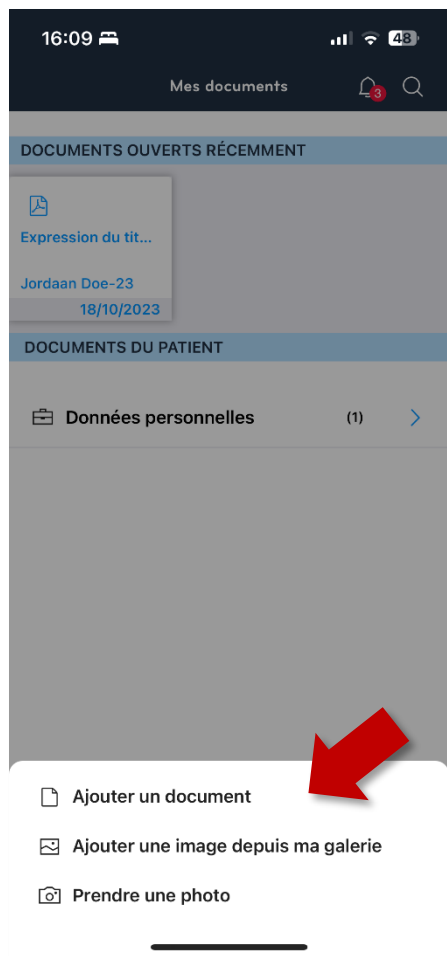 16:09
48
Mes documents
3
DOCUMENTS OUVERTS RÉCEMMENT
Expression du tit...
Jordaan Doe-23
18/10/2023
DOCUMENTS DU PATIENT
Données personnelles (1)
Ajouter un document
Ajouter une image depuis ma galerie
Prendre une photo